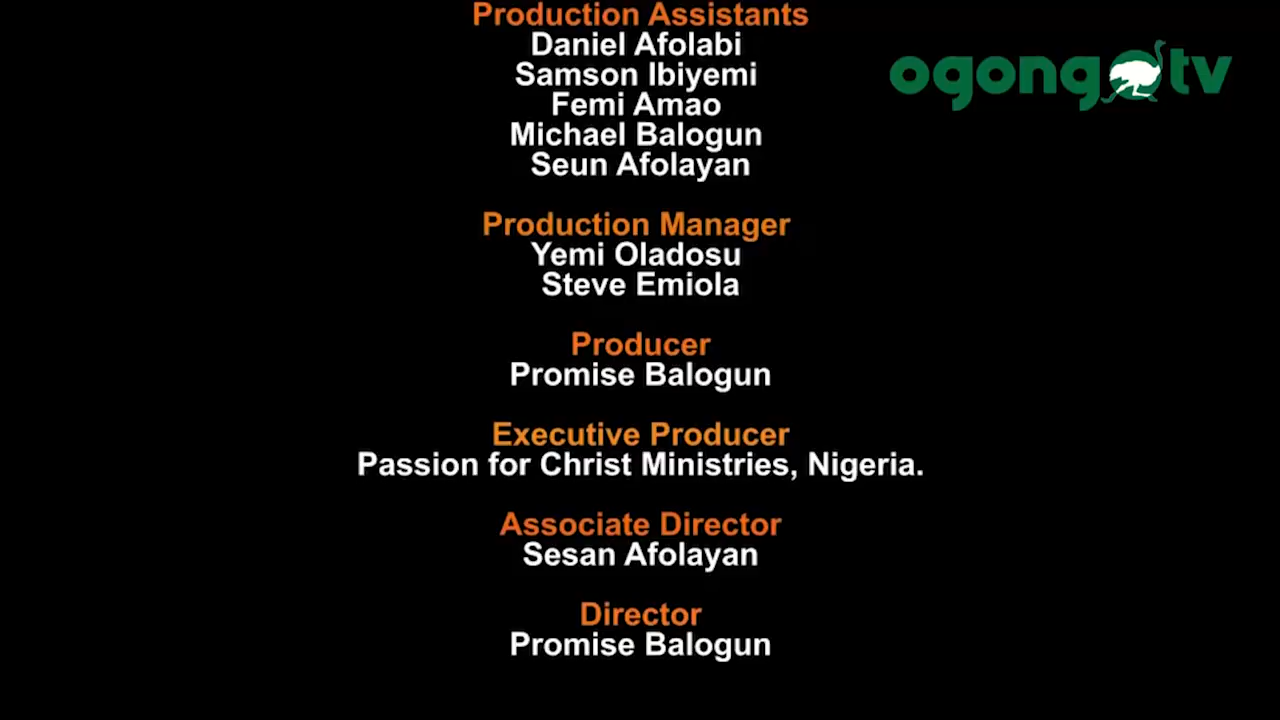 Production Assistants
Daniel Afolabi
Samson Ibiyemi
Femi Amao
Michael Balogun
Seun Afolayan
ogongotv
Production Manager
Yemi Oladosu
Steve Emiola
Producer
Promise Balogun
Executive Producer
Passion for Christ Ministries, Nigeria.
Associate Director
Sesan Afolayan
Director
Promise Balogun